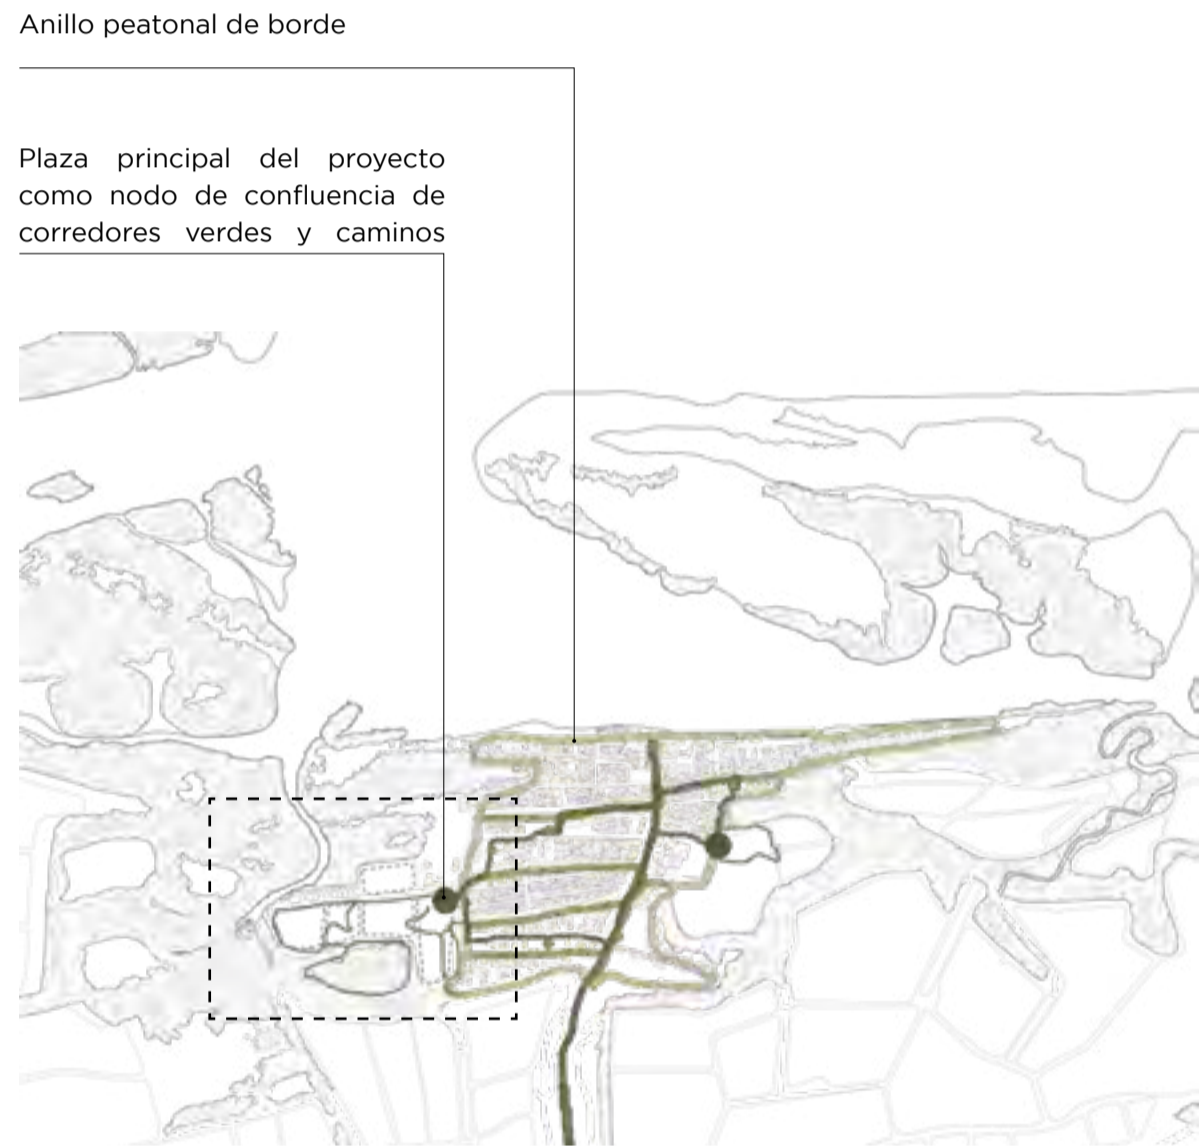 Anillo peatonal de borde
Plaza principal del proyecto
como nodo de confluencia de
corredores verdes y caminos